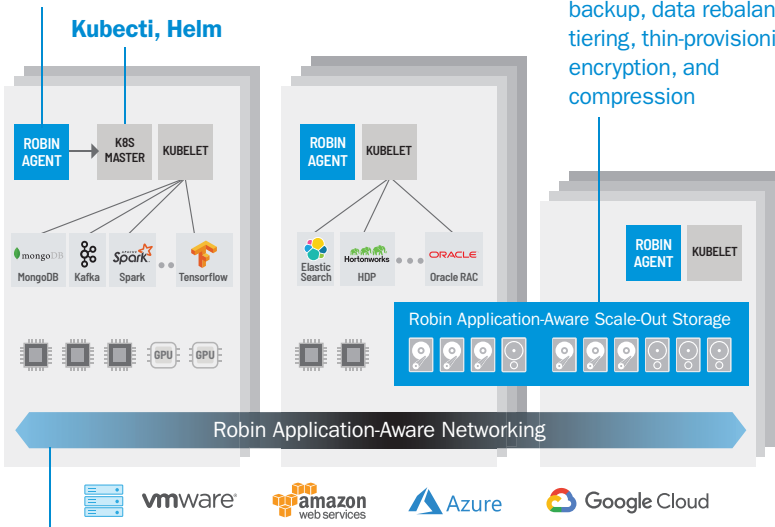 backup, data rebalan
tiering, thin-provisioni
encryption, and
compression
Kubecti, Helm
ROBIN
AGENT
K8S
MASTER
KUBELET
mongoDB
MongoDB
Kafka
APACHE
Spark
Spark
Tensorflow
ROBIN
AGENT
KUBELET
Elastic
Search
Hortonworks
HDP
ORACLE
Oracle RAC
ROBIN
AGENT
KUBELET
Robin Application-Aware Scale-Out Storage
GPU
GPU
Robin Application-Aware Networking
vmware®
amazon
web services
Azure
Google Cloud